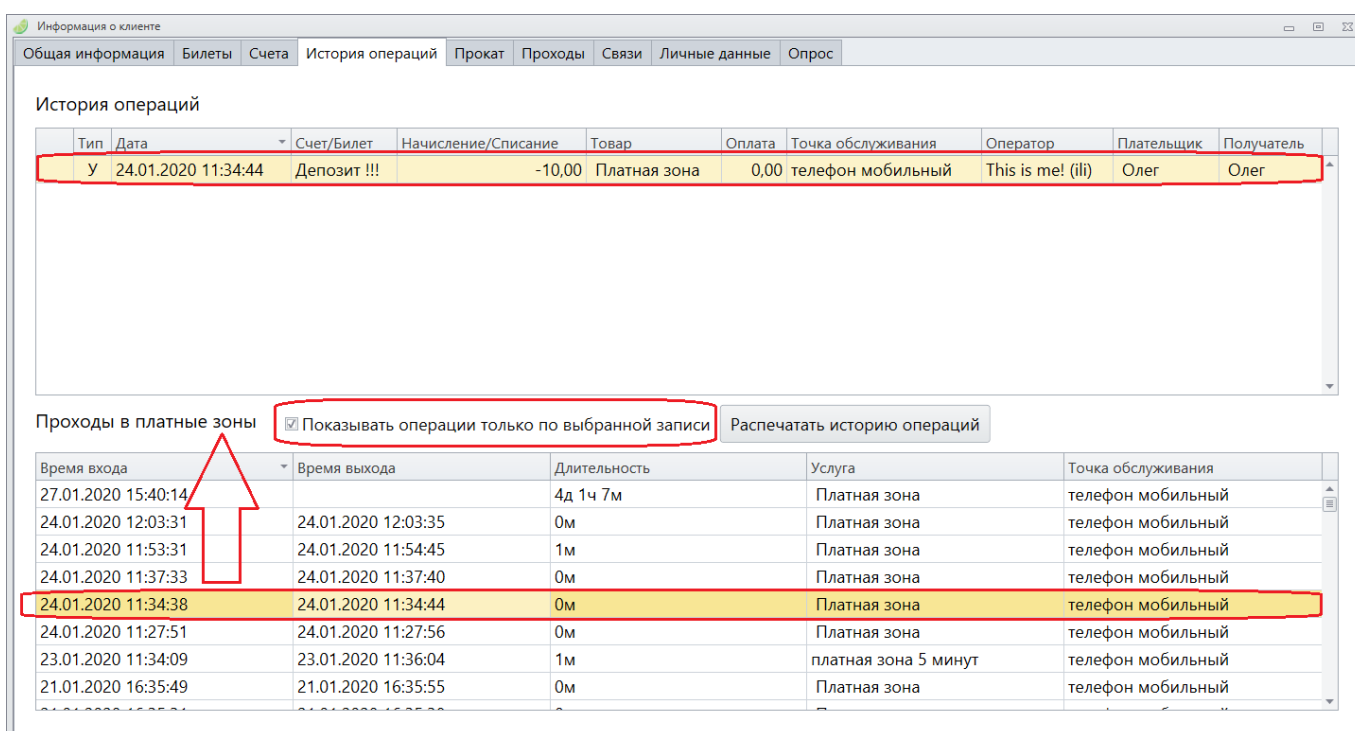 Информация о клиенте
Общая информация Билеты Счета История операций Прокат Проходы Связи Личные данные Опрос
История операций
Тип Дата Счет/Билет Начисление/Списание Товар Оплата Точка обслуживания Оператор Плательщик Получатель
У 24.01.2020 11:34:44 Депозит !!! -10,00 Платная зона 0,00 телефон мобильный This is me! (ili) Олег Олег
Проходы в платные зоны Показывать операции только по выбранной записи Распечатать историю операций
Время входа Время выхода Длительность Услуга Точка обслуживания
27.01.2020 15:40:14 4д 1ч 7м Платная зона телефон мобильный
24.01.2020 12:03:31 24.01.2020 12:03:35 0м Платная зона телефон мобильный
24.01.2020 11:53:31 24.01.2020 11:54:45 1м Платная зона телефон мобильный
24.01.2020 11:37:33 24.01.2020 11:37:40 0м Платная зона телефон мобильный
24.01.2020 11:34:38 24.01.2020 11:34:44 0м Платная зона телефон мобильный
24.01.2020 11:27:51 24.01.2020 11:27:56 0м Платная зона телефон мобильный
23.01.2020 11:34:09 23.01.2020 11:36:04 1м платная зона 5 минут телефон мобильный
21.01.2020 16:35:49 21.01.2020 16:35:55 0м Платная зона телефон мобильный